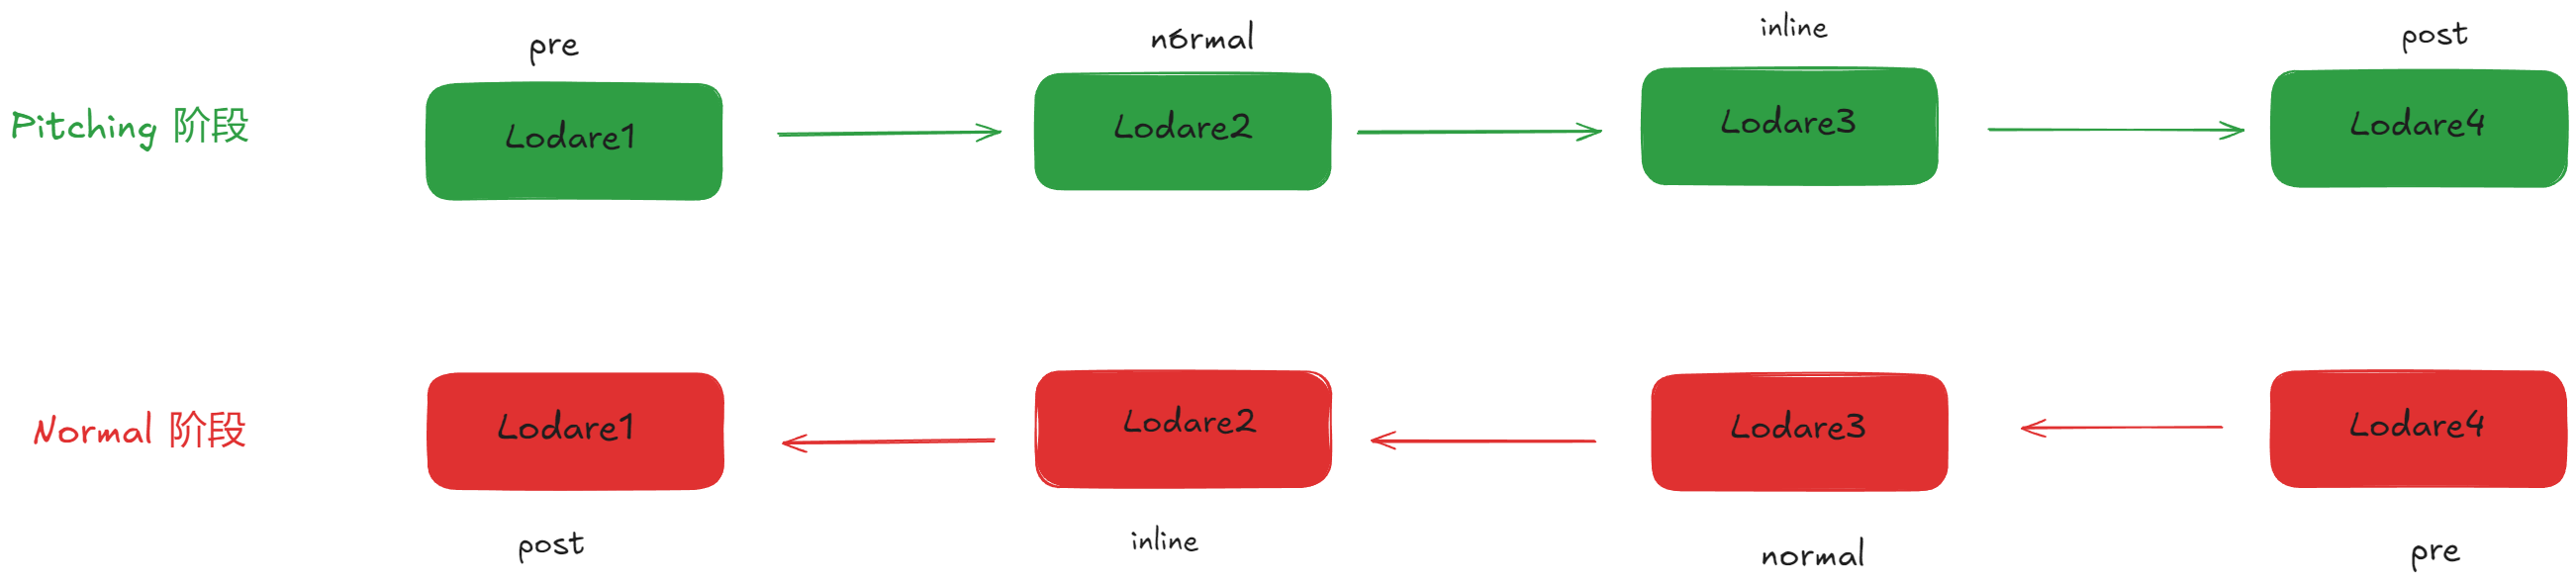 pre
normal
inline
post
Pitching 阶段
Lodare1
Lodare2
Lodare3
Lodare4
Normal 阶段
Lodare1
Lodare2
Lodare3
Lodare4
post
inline
normal
pre